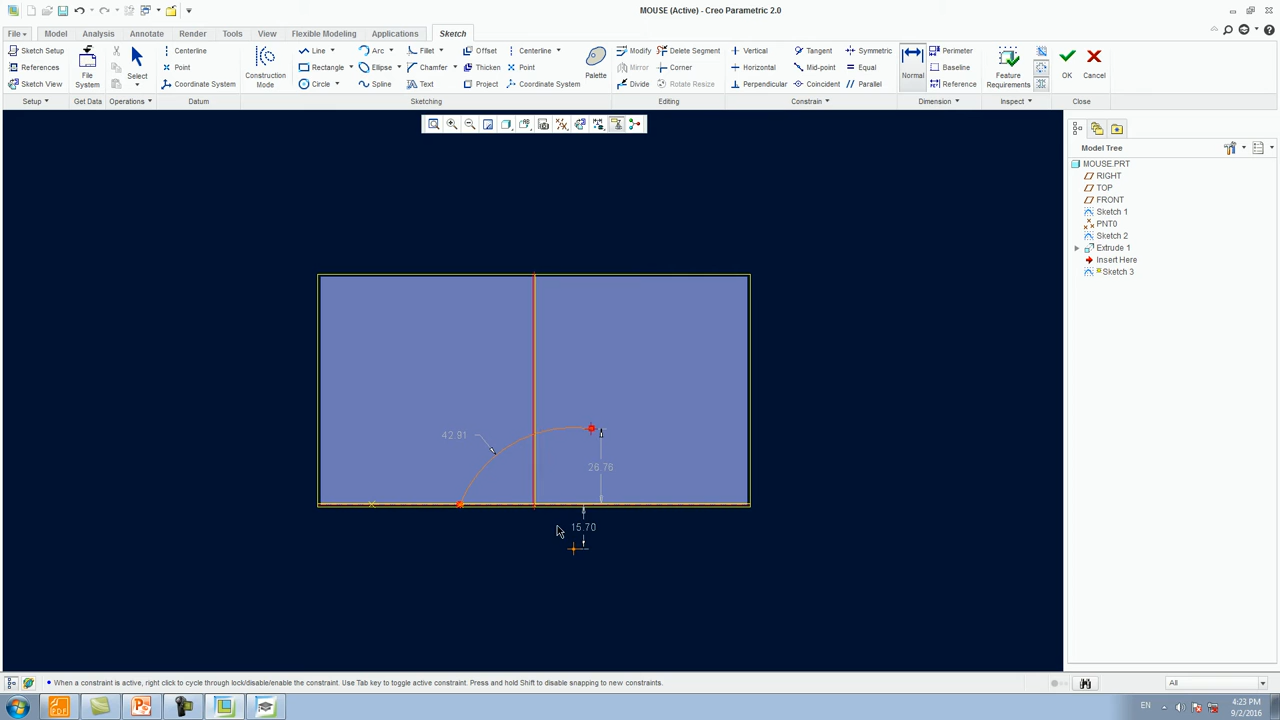 MOUSE (Active) - Creo Parametric 2.0
File Model Analysis Annotate Render Tools View Flexible Modeling Applications Sketch
Sketch Setup
References
Sketch View
Setup
File System
Get Data
Select
Operations
Centerline
Point
Coordinate System
Datum
Construction Mode
Line Arc Fillet Offset Centerline
Rectangle Ellipse Chamfer Thicken Point
Circle Spline Text Project Coordinate System
Sketching
Palette
Modify Delete Segment
Mirror Corner
Divide Rotate Resize
Editing
Vertical Tangent Symmetric
Horizontal Mid-point Equal
Perpendicular Coincident Parallel
Constrain
Normal
Perimeter
Baseline
Reference
Dimension
Feature Requirements
Inspect
OK
Cancel
Close
Model Tree
MOUSE.PRT
RIGHT
TOP
FRONT
Sketch 1
PNT0
Sketch 2
Extrude 1
Insert Here
Sketch 3
42.91
26.76
15.70
When a constraint is active, right click to cycle through lock/disable/enable the constraint. Use Tab key to toggle active constraint. Press and hold Shift to disable snapping to new constraints.
All
EN
4:23 PM
9/2/2016